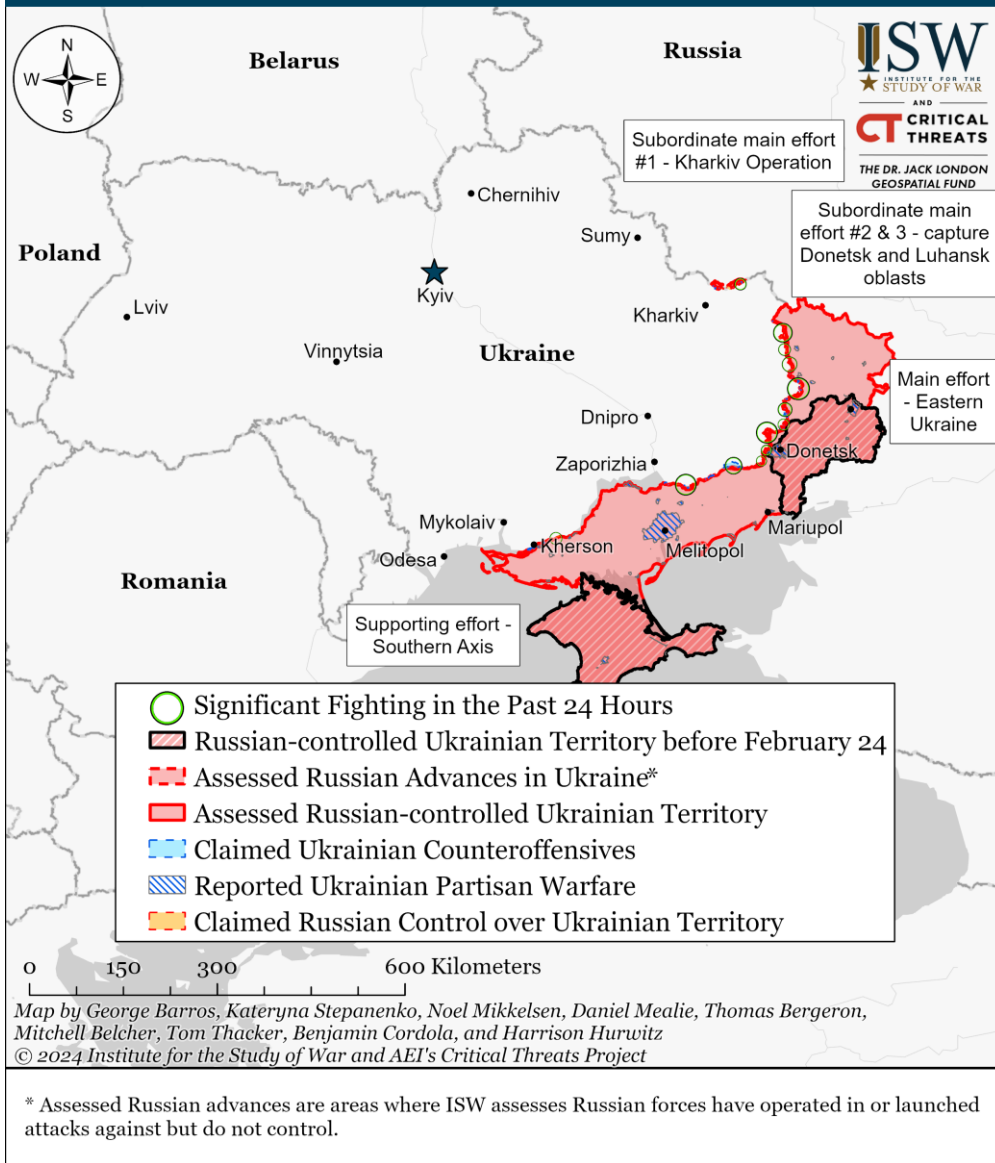 N
W
E
S
Belarus
Russia
ISW
INSTITUTE FOR THE
STUDY OF WAR
AND
CT CRITICAL
THREATS
THE DR. JACK LONDON
GEOSPATIAL FUND
Subordinate main effort
#1 - Kharkiv Operation
Subordinate main
effort #2 & 3 - capture
Donetsk and Luhansk
oblasts
Chernihiv
Sumy
Poland
Kyiv
Lviv
Kharkiv
Vinnytsia
Ukraine
Main effort
- Eastern
Ukraine
Dnipro
Donetsk
Zaporizhia
Mykolaiv
Mariupol
Kherson
Odesa
Melitopol
Romania
Supporting effort -
Southern Axis
Significant Fighting in the Past 24 Hours
Russian-controlled Ukrainian Territory before February 24
Assessed Russian Advances in Ukraine*
Assessed Russian-controlled Ukrainian Territory
Claimed Ukrainian Counteroffensives
Reported Ukrainian Partisan Warfare
Claimed Russian Control over Ukrainian Territory
0 150 300 600 Kilometers
Map by George Barros, Kateryna Stepanenko, Noel Mikkelsen, Daniel Mealie, Thomas Bergeron,
Mitchell Belcher, Tom Thacker, Benjamin Cordola, and Harrison Hurwitz
© 2024 Institute for the Study of War and AEI's Critical Threats Project
* Assessed Russian advances are areas where ISW assesses Russian forces have operated in or launched
attacks against but do not control.